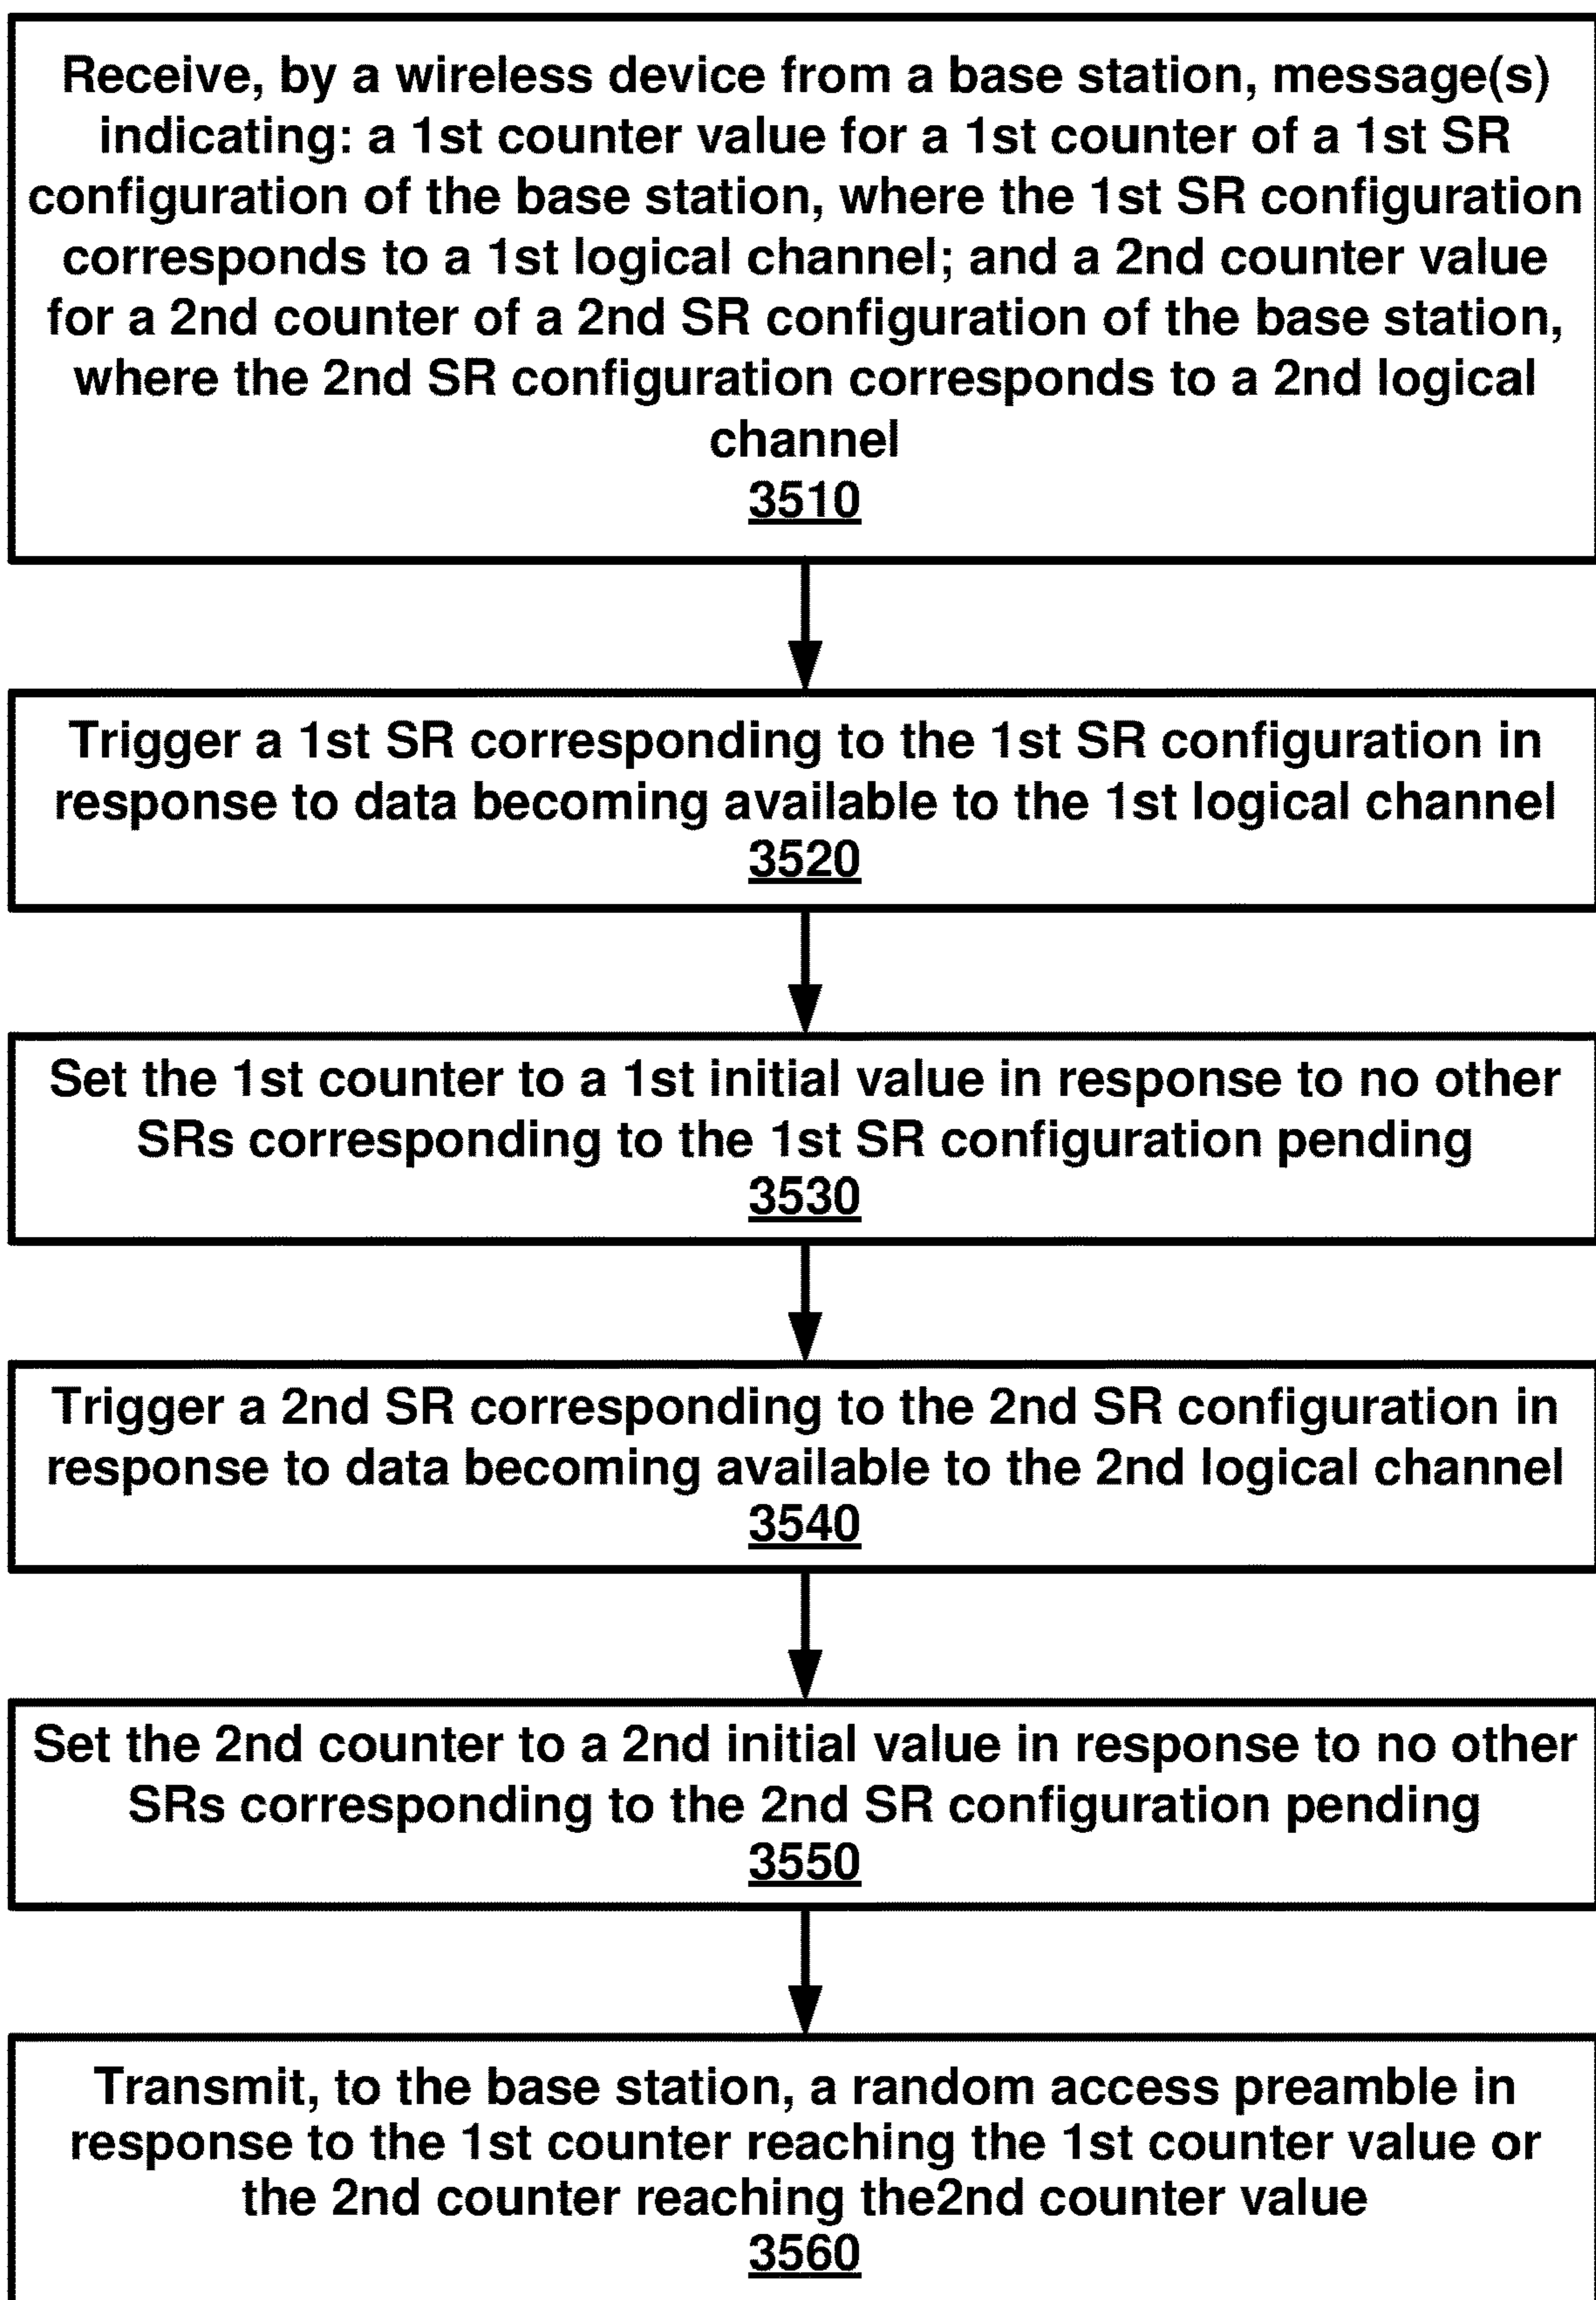 Receive, by a wireless device from a base station, message(s)
indicating: a 1st counter value for a 1st counter of a 1st SR
configuration of the base station, where the 1st SR configuration
corresponds to a 1st logical channel; and a 2nd counter value
for a 2nd counter of a 2nd SR configuration of the base station,
where the 2nd SR configuration corresponds to a 2nd logical
channel
3510
Trigger a 1st SR corresponding to the 1st SR configuration in
response to data becoming available to the 1st logical channel
3520
Set the 1st counter to a 1st initial value in response to no other
SRs corresponding to the 1st SR configuration pending
3530
Trigger a 2nd SR corresponding to the 2nd SR configuration in
response to data becoming available to the 2nd logical channel
3540
Set the 2nd counter to a 2nd initial value in response to no other
SRs corresponding to the 2nd SR configuration pending
3550
Transmit, to the base station, a random access preamble in
response to the 1st counter reaching the 1st counter value or
the 2nd counter reaching the2nd counter value
3560